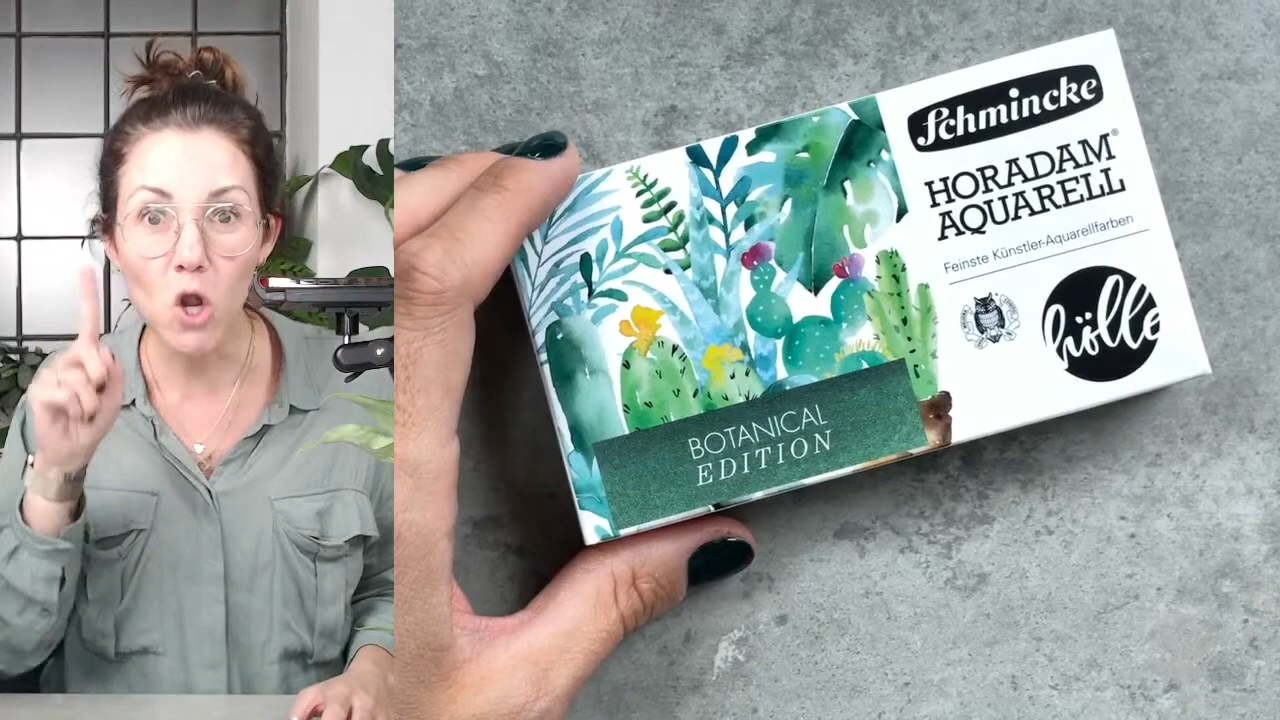 Schmincke
HORADAM®
AQUARELL
Feinste Künstler-Aquarellfarben
hölle
BOTANICAL
EDITION